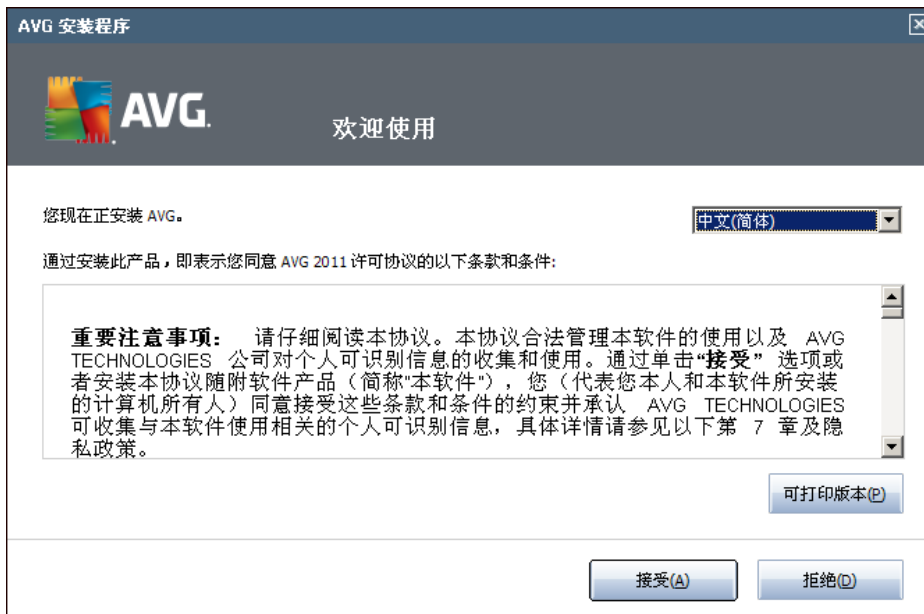 AVG 安装程序
AVG.
欢迎使用
您现在正安装 AVG。
中文(简体)
通过安装此产品，即表示您同意 AVG 2011 许可协议的以下条款和条件:
重要注意事项： 请仔细阅读本协议。本协议合法管理本软件的使用以及 AVG
TECHNOLOGIES 公司对个人可识别信息的收集和使用。通过单击“接受” 选项或
者安装本协议随附软件产品（简称"本软件"），您（代表您本人和本软件所安装
的计算机所有人）同意接受这些条款和条件的约束并承认 AVG TECHNOLOGIES
可收集与本软件使用相关的个人可识别信息，具体详情请参见以下第 7 章及隐
私政策。
可打印版本(P)
接受(A)
拒绝(D)